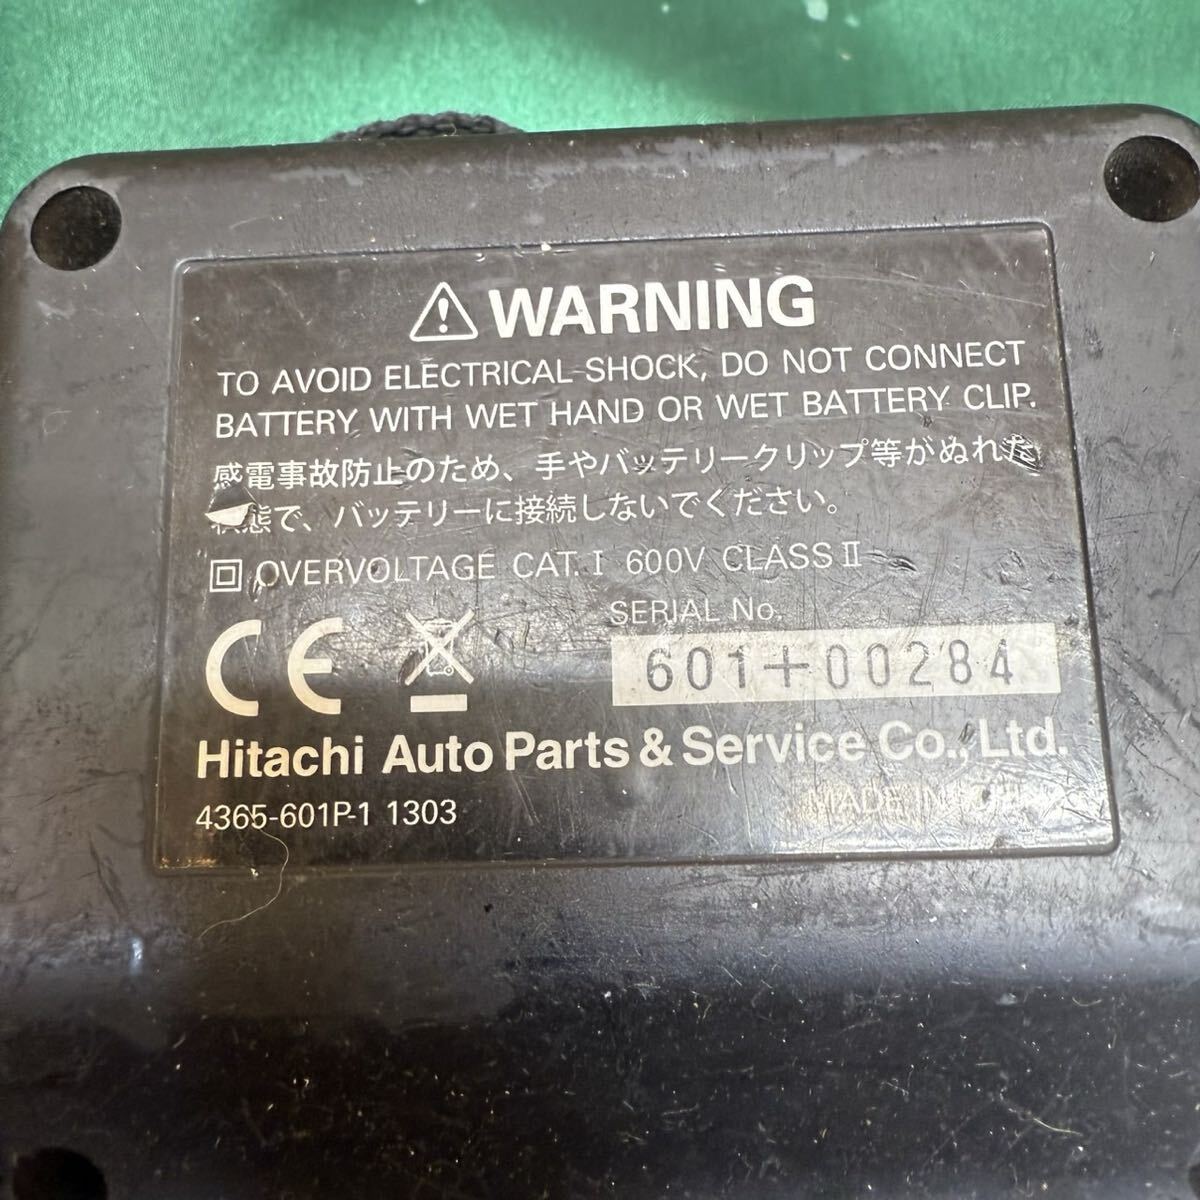 WARNING
TO AVOID ELECTRICAL SHOCK, DO NOT CONNECT
BATTERY WITH WET HAND OR WET BATTERY CLIP.
感電事故防止のため、手やバッテリークリップ等がぬれた
状態で、バッテリーに接続しないでください。
OVERVOLTAGE CAT. I 600V CLASS II
SERIAL No.
601+00284
CE
Hitachi Auto Parts & Service Co., Ltd.
4365-601P-1 1303
MADE IN